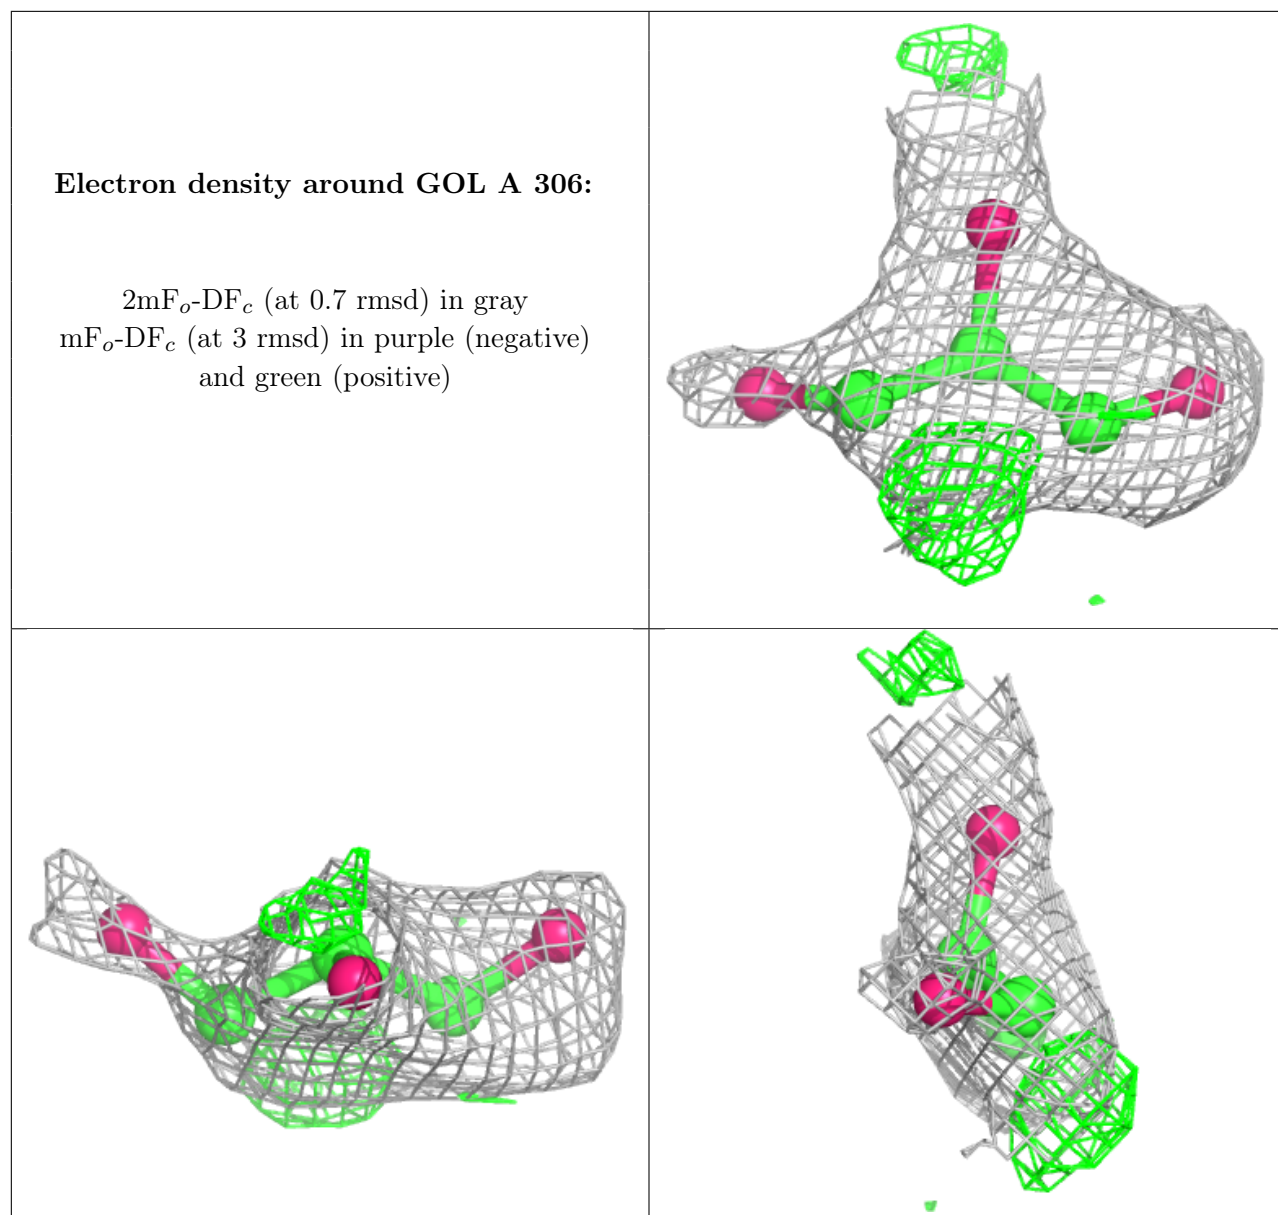 Electron density around GOL A 306:
2mFo-DFc (at 0.7 rmsd) in gray
mFo-DFc (at 3 rmsd) in purple (negative)
and green (positive)